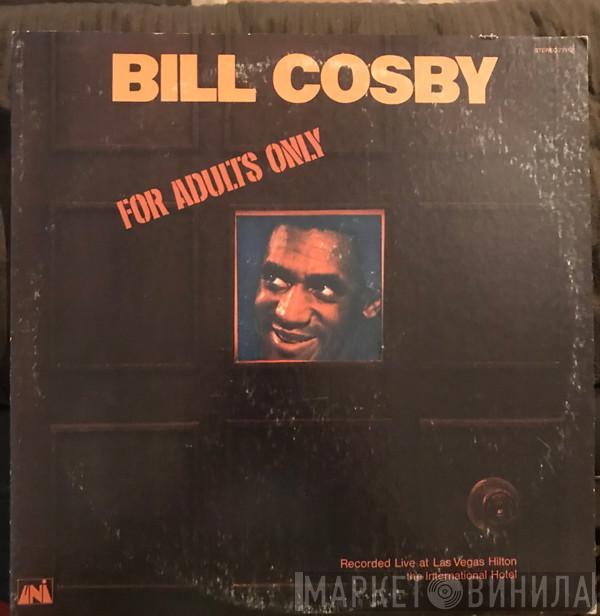 BILL COSBY
FOR ADULTS ONLY
Recorded Live at Las Vegas Hilton
the International Hotel
UNI
МАРКЕТ ВИНИЛА